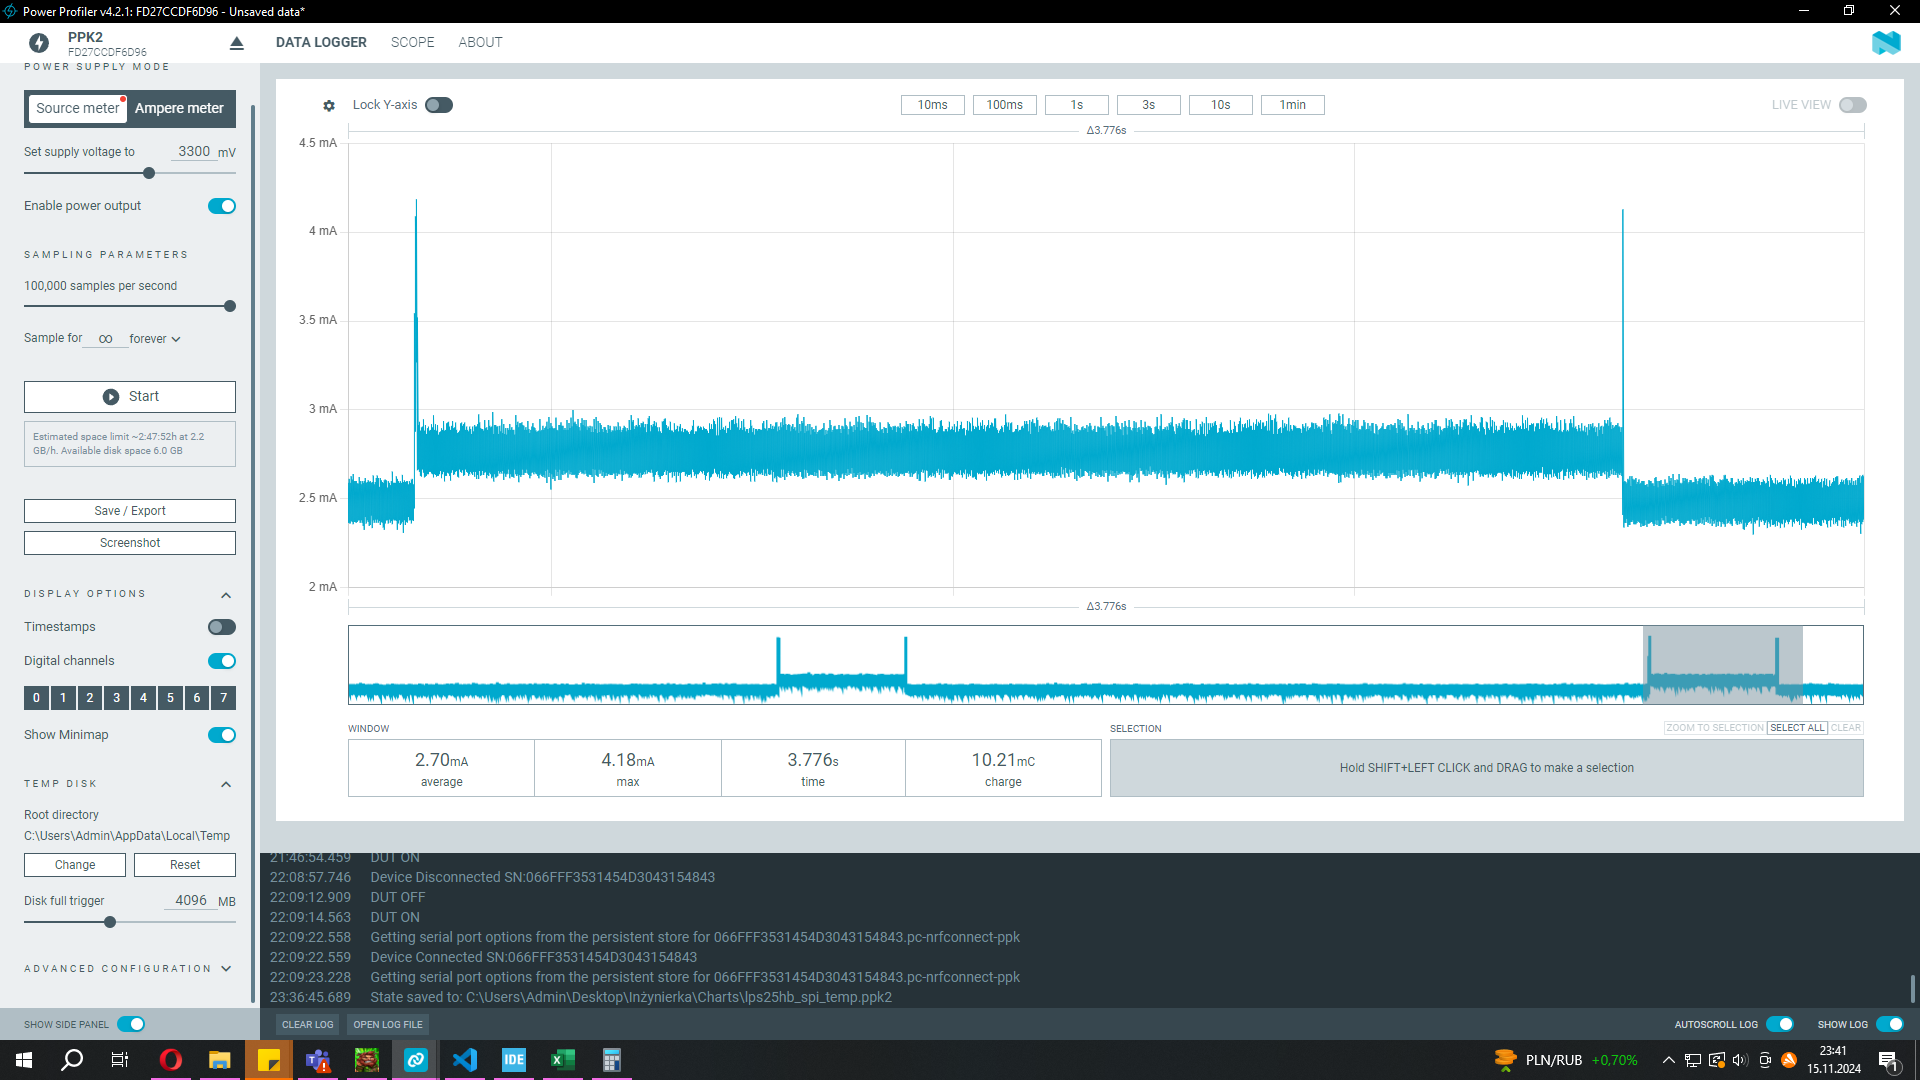 Power Profiler v4.2.1: FD27CCDF6D96 - Unsaved data*
PPK2
FD27CCDF6D96
DATA LOGGER SCOPE ABOUT
POWER SUPPLY MODE
Source meter Ampere meter
Set supply voltage to 3300 mV
Enable power output
SAMPLING PARAMETERS
100,000 samples per second
Sample for ∞ forever
Start
Estimated space limit ~2:47:52h at 2.2
GB/h. Available disk space 6.0 GB
Save / Export
Screenshot
DISPLAY OPTIONS
Timestamps
Digital channels
0 1 2 3 4 5 6 7
Show Minimap
TEMP DISK
Root directory
C:\Users\Admin\AppData\Local\Temp
Change Reset
Disk full trigger 4096 MB
ADVANCED CONFIGURATION
SHOW SIDE PANEL
Lock Y-axis
10ms 100ms 1s 3s 10s 1min
LIVE VIEW
Δ3.776s
4.5 mA
4 mA
3.5 mA
3 mA
2.5 mA
2 mA
Δ3.776s
WINDOW
2.70mA 4.18mA 3.776s 10.21mC
average max time charge
SELECTION
ZOOM TO SELECTION SELECT ALL CLEAR
Hold SHIFT+LEFT CLICK and DRAG to make a selection
21:46:54.459 DUT ON
22:08:57.746 Device Disconnected SN:066FFF3531454D3043154843
22:09:12.909 DUT OFF
22:09:14.563 DUT ON
22:09:22.558 Getting serial port options from the persistent store for 066FFF3531454D3043154843.pc-nrfconnect-ppk
22:09:22.559 Device Connected SN:066FFF3531454D3043154843
22:09:23.228 Getting serial port options from the persistent store for 066FFF3531454D3043154843.pc-nrfconnect-ppk
23:36:45.689 State saved to: C:\Users\Admin\Desktop\Inżynierka\Charts\lps25hb_spi_temp.ppk2
CLEAR LOG OPEN LOG FILE
AUTOSCROLL LOG SHOW LOG
IDE
PLN/RUB +0,70%
23:41
15.11.2024
1